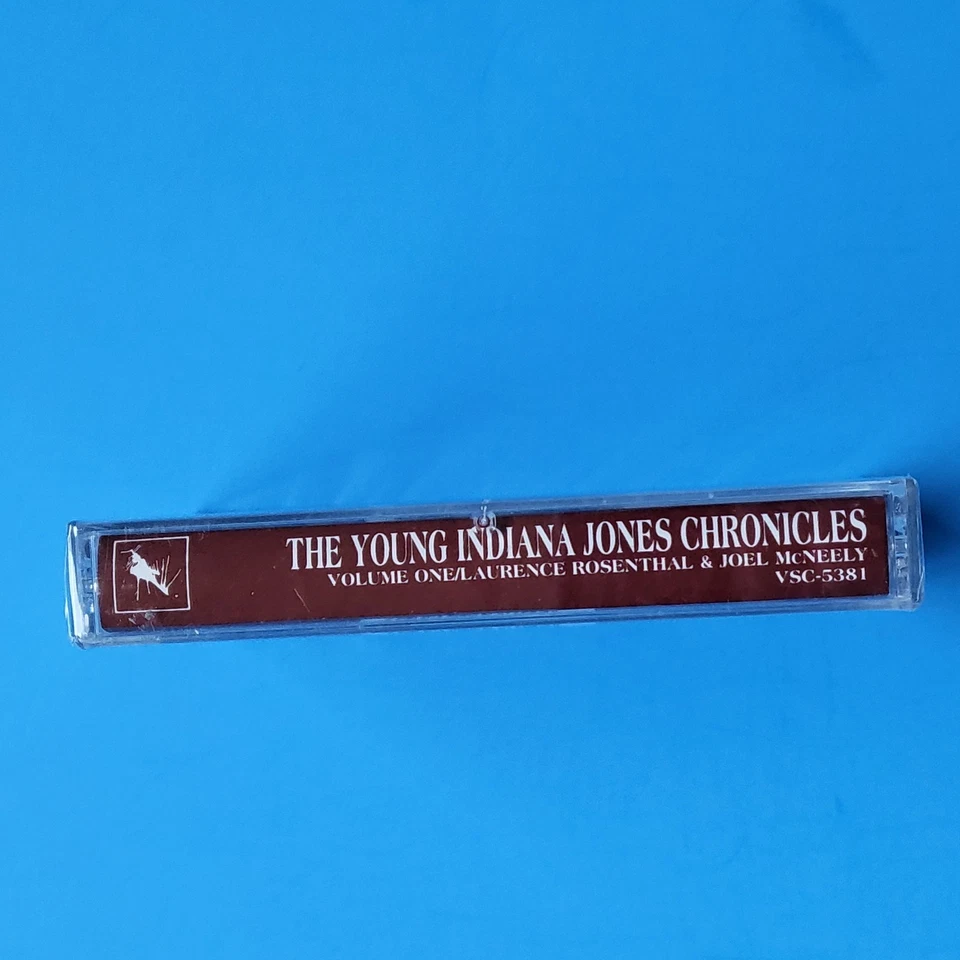 THE YOUNG INDIANA JONES CHRONICLES
VOLUME ONE/LAURENCE ROSENTHAL & JOEL MCNEELY
VSC-5381